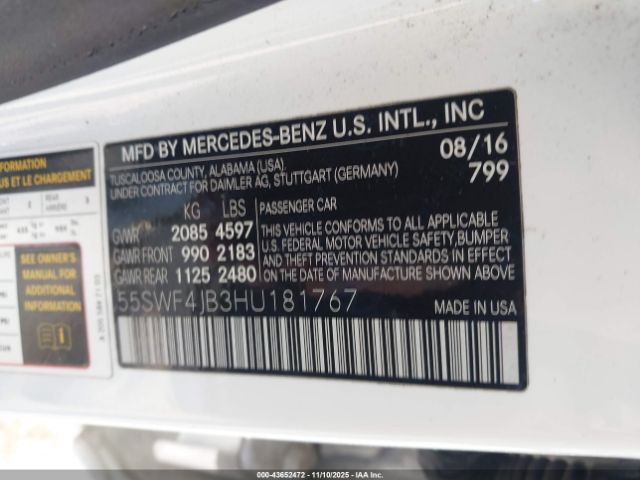 MFD BY MERCEDES-BENZ U.S. INTL., INC
TUSCALOOSA COUNTY, ALABAMA (USA).
UNDER CONTRACT FOR DAIMLER AG, STUTTGART (GERMANY)
08/16
799
KG LBS
GVWR 2085 4597
GAWR FRONT 990 2183
GAWR REAR 1125 2480
PASSENGER CAR
THIS VEHICLE CONFORMS TO ALL APPLICABLE
U.S. FEDERAL MOTOR VEHICLE SAFETY, BUMPER
AND THEFT PREVENTION STANDARDS IN EFFECT
ON THE DATE OF MANUFACTURE SHOWN ABOVE
55SWF4JB3HU181767
MADE IN USA
SEE OWNER'S
MANUAL FOR
ADDITIONAL
INFORMATION
000-43652472 - 11/10/2025 - IAA, Inc.